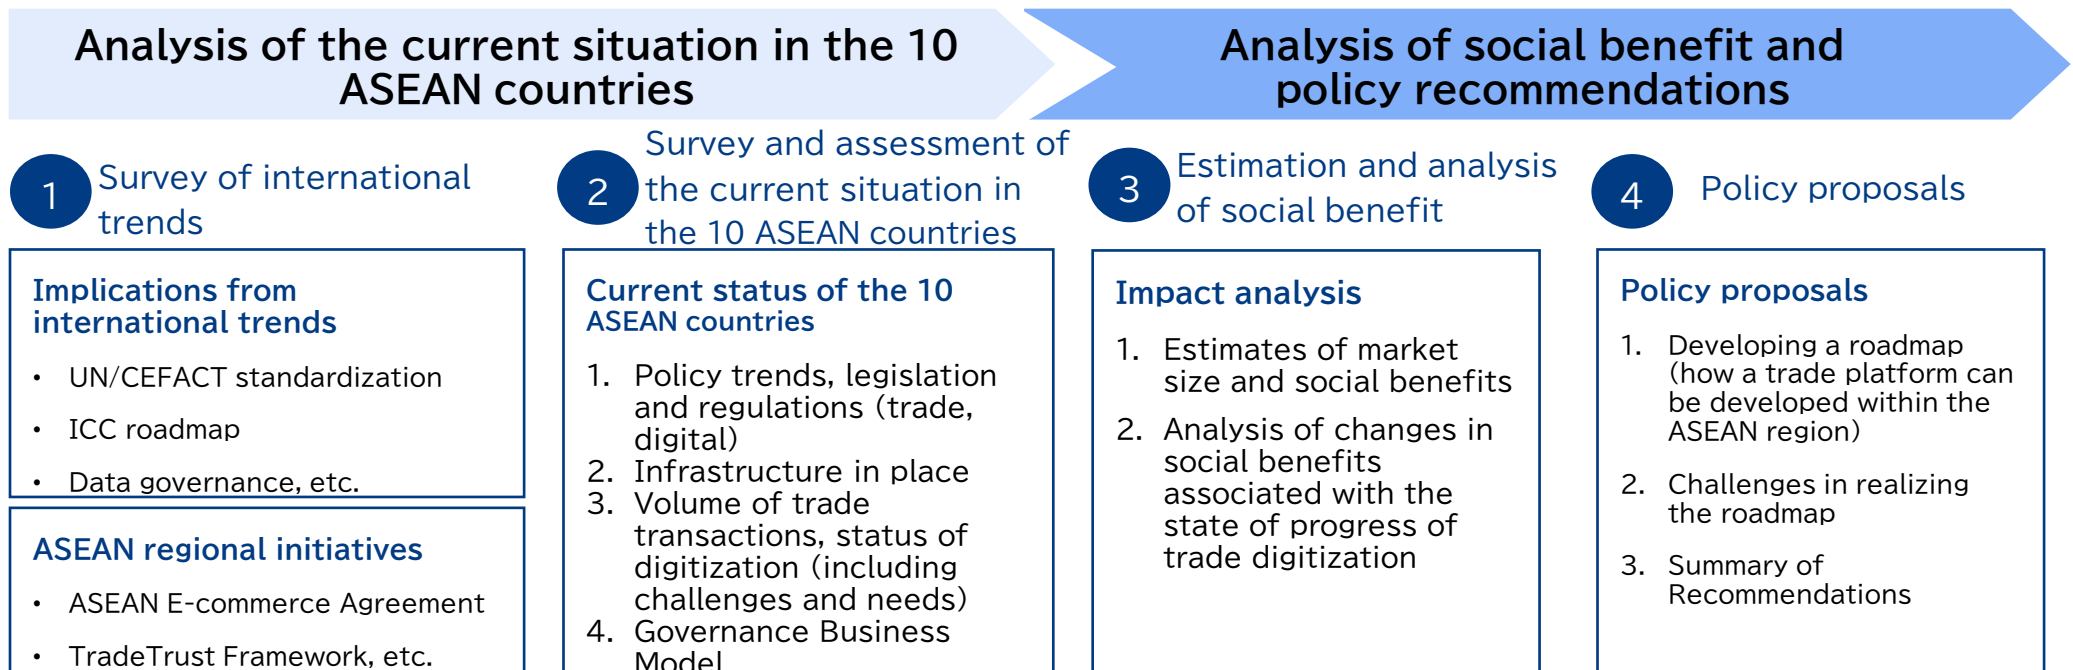 Analysis of the current situation in the 10
ASEAN countries
Analysis of social benefit and
policy recommendations
1
Survey of international
trends
Implications from
international trends
• UN/CEFACT standardization
• ICC roadmap
• Data governance, etc.
ASEAN regional initiatives
• ASEAN E-commerce Agreement
• TradeTrust Framework, etc.
2
Survey and assessment of
the current situation in
the 10 ASEAN countries
Current status of the 10
ASEAN countries
1. Policy trends, legislation
and regulations (trade,
digital)
2. Infrastructure in place
3. Volume of trade
transactions, status of
digitization (including
challenges and needs)
4. Governance Business
Model
3
Estimation and analysis
of social benefit
Impact analysis
1. Estimates of market
size and social benefits
2. Analysis of changes in
social benefits
associated with the
state of progress of
trade digitization
4
Policy proposals
Policy proposals
1. Developing a roadmap
(how a trade platform can
be developed within the
ASEAN region)
2. Challenges in realizing
the roadmap
3. Summary of
Recommendations